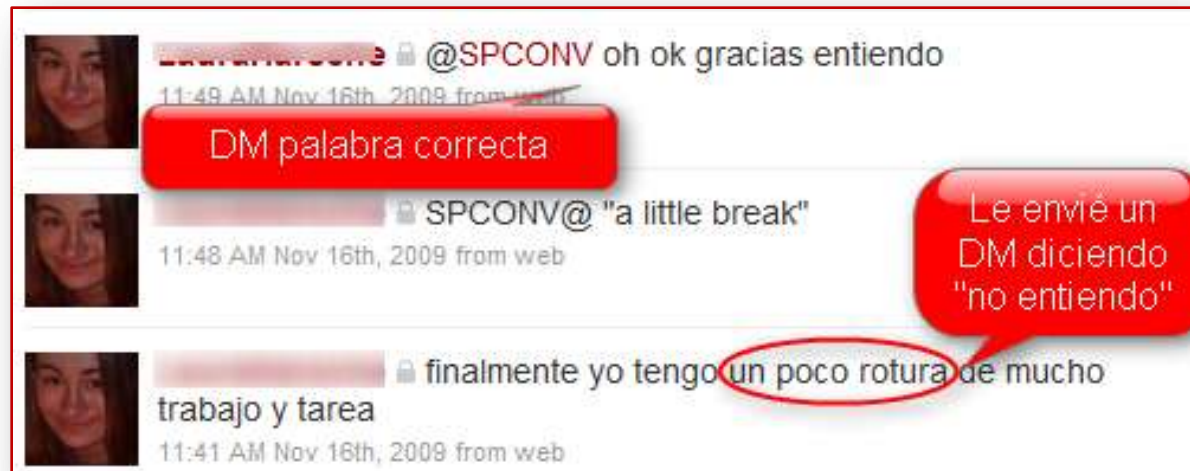 @SPCONV oh ok gracias entiendo
11:49 AM Nov 16th, 2009 from web
DM palabra correcta
SPCONV@ "a little break"
11:48 AM Nov 16th, 2009 from web
Le envié un
DM diciendo
"no entiendo"
finalmente yo tengo un poco rotura de mucho
trabajo y tarea
11:41 AM Nov 16th, 2009 from web